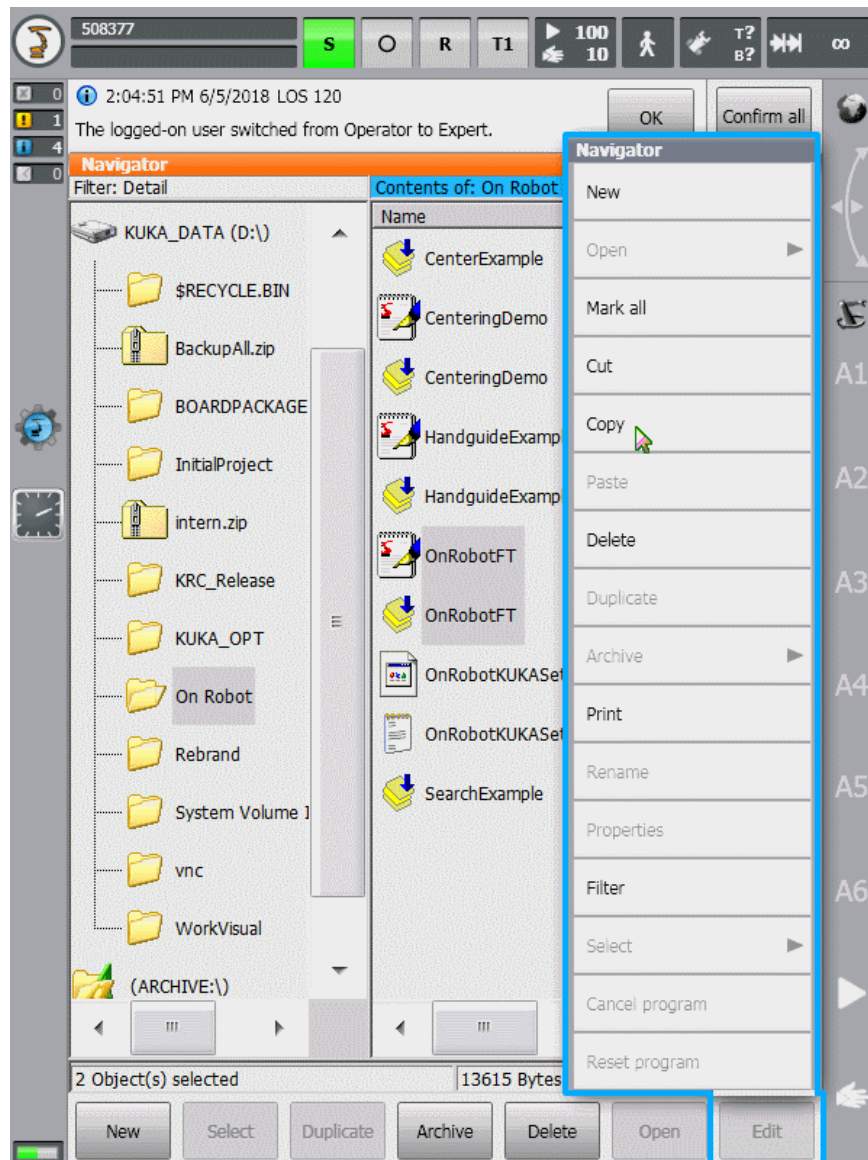 508377
S
O
R
T1
100
10
T?
B?
∞
0
1
4
0
2:04:51 PM 6/5/2018 LOS 120
The logged-on user switched from Operator to Expert.
OK
Confirm all
Navigator
Filter: Detail
Contents of: On Robot
KUKA_DATA (D:\)
$RECYCLE.BIN
BackupAll.zip
BOARDPACKAGE
InitialProject
intern.zip
KRC_Release
KUKA_OPT
On Robot
Rebrand
System Volume I
vnc
WorkVisual
(ARCHIVE:\)
Name
CenterExample
CenteringDemo
CenteringDemo
HandguideExamp
HandguideExamp
OnRobotFT
OnRobotFT
OnRobotKUKASet
OnRobotKUKASet
SearchExample
Navigator
New
Open
Mark all
Cut
Copy
Paste
Delete
Duplicate
Archive
Print
Rename
Properties
Filter
Select
Cancel program
Reset program
A1
A2
A3
A4
A5
A6
2 Object(s) selected
13615 Bytes
New
Select
Duplicate
Archive
Delete
Open
Edit